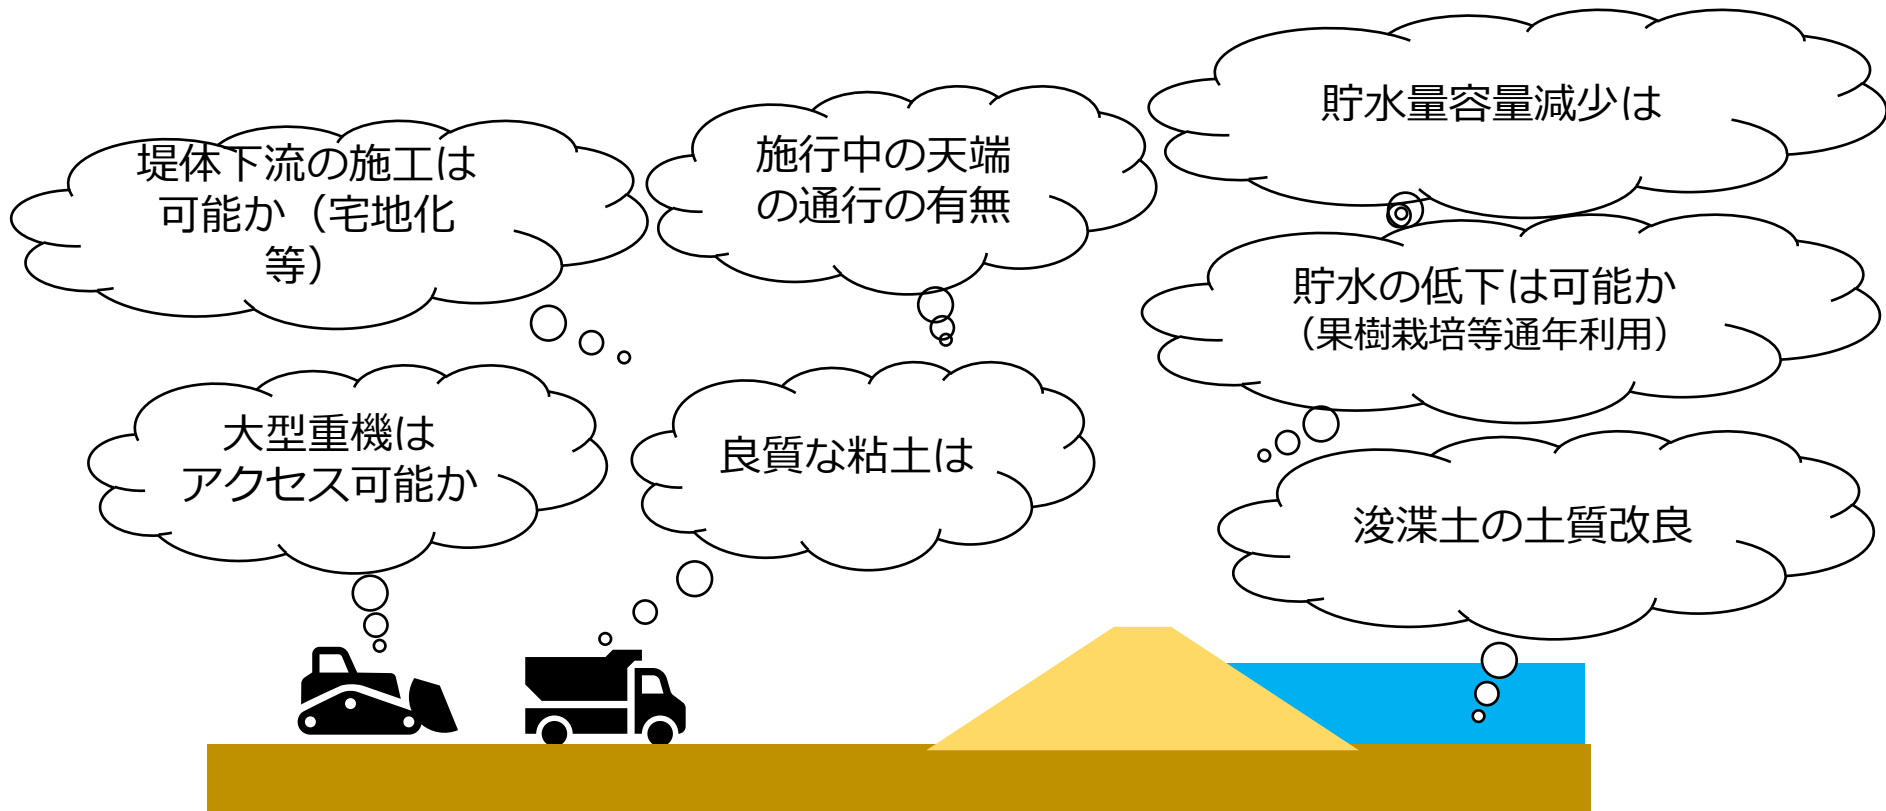 堤体下流の施工は
可能か（宅地化
等）
施行中の天端
の通行の有無
貯水量容量減少は
貯水の低下は可能か
（果樹栽培等通年利用）
大型重機は
アクセス可能か
良質な粘土は
浚渫土の土質改良